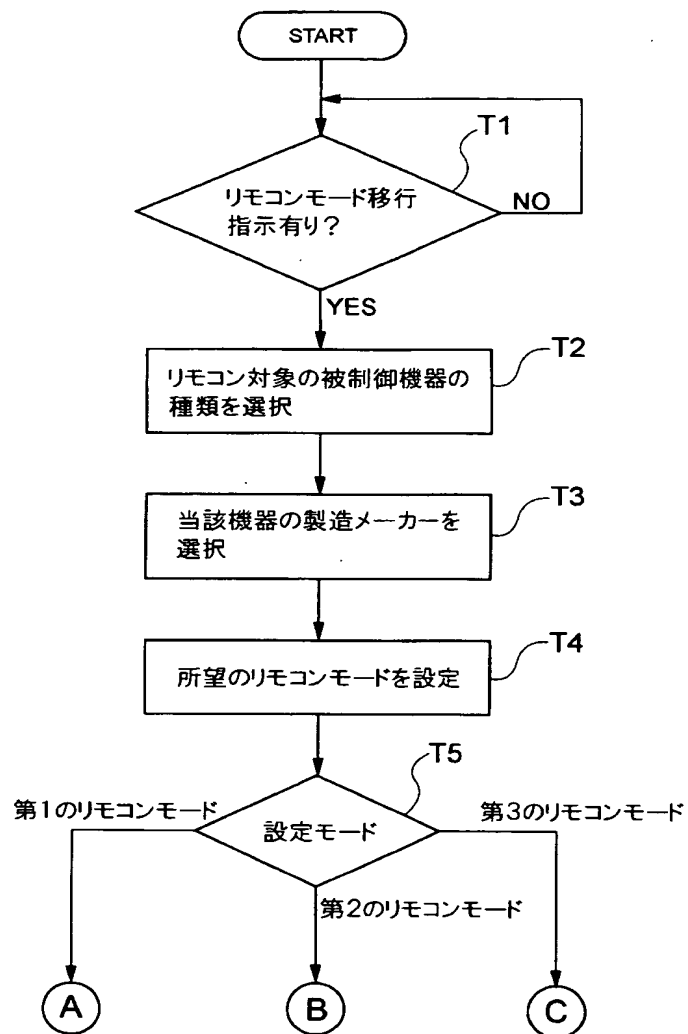 START
T1
リモコンモード移行
指示有り?
NO
YES
T2
リモコン対象の被制御機器の
種類を選択
T3
当該機器の製造メーカーを
選択
T4
所望のリモコンモードを設定
T5
第1のリモコンモード
設定モード
第3のリモコンモード
第2のリモコンモード
A
B
C